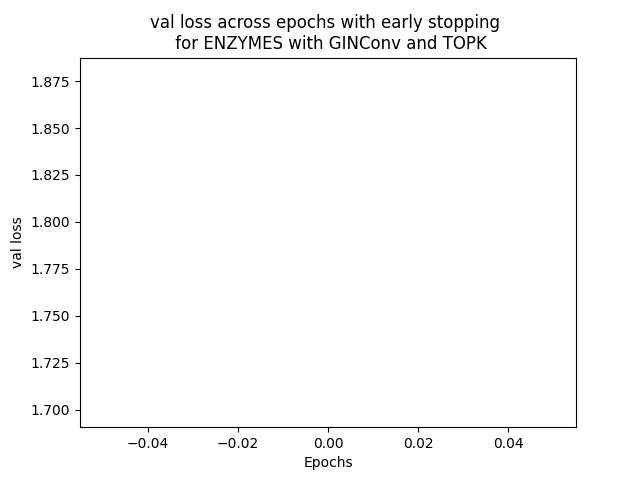 val loss across epochs with early stopping
for ENZYMES with GINConv and TOPK
1.875
1.850
1.825
1.800
1.775
1.750
1.725
1.700
val loss
−0.04 −0.02 0.00 0.02 0.04
Epochs